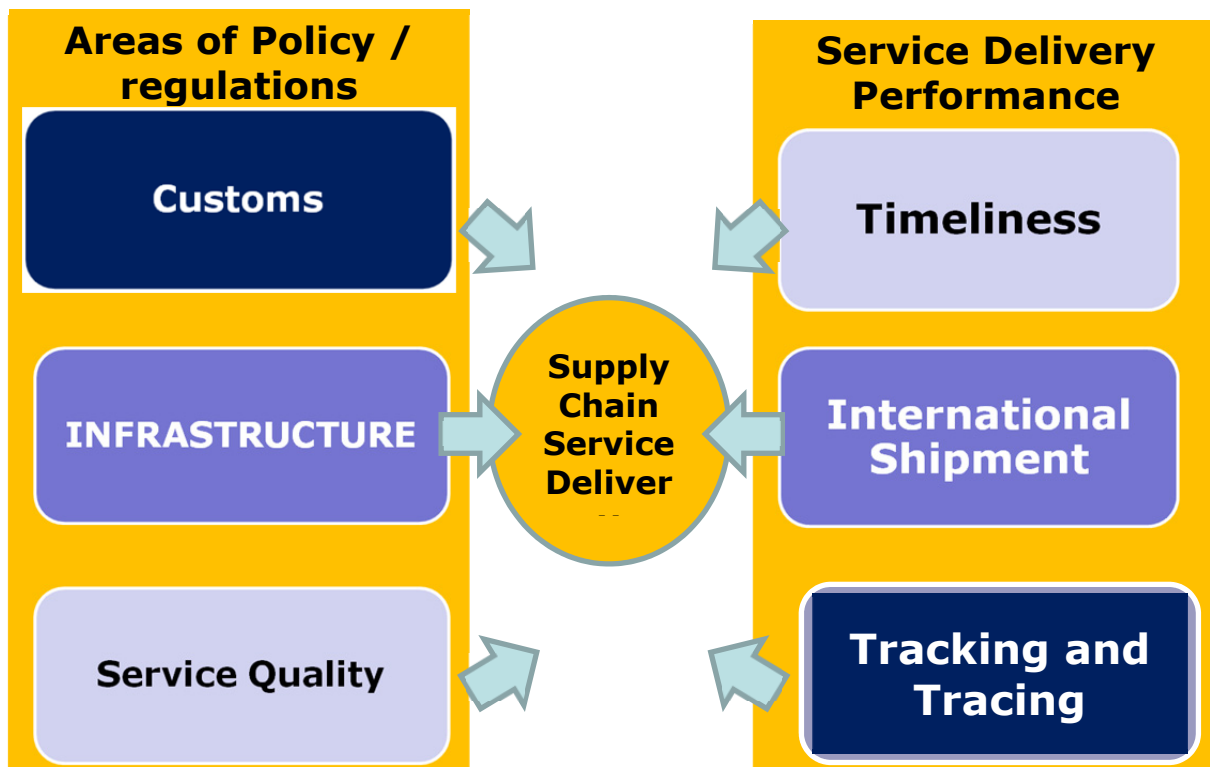 Areas of Policy /
regulations
Customs
INFRASTRUCTURE
Service Quality
Supply
Chain
Service
Deliver
Service Delivery
Performance
Timeliness
International
Shipment
Tracking and
Tracing